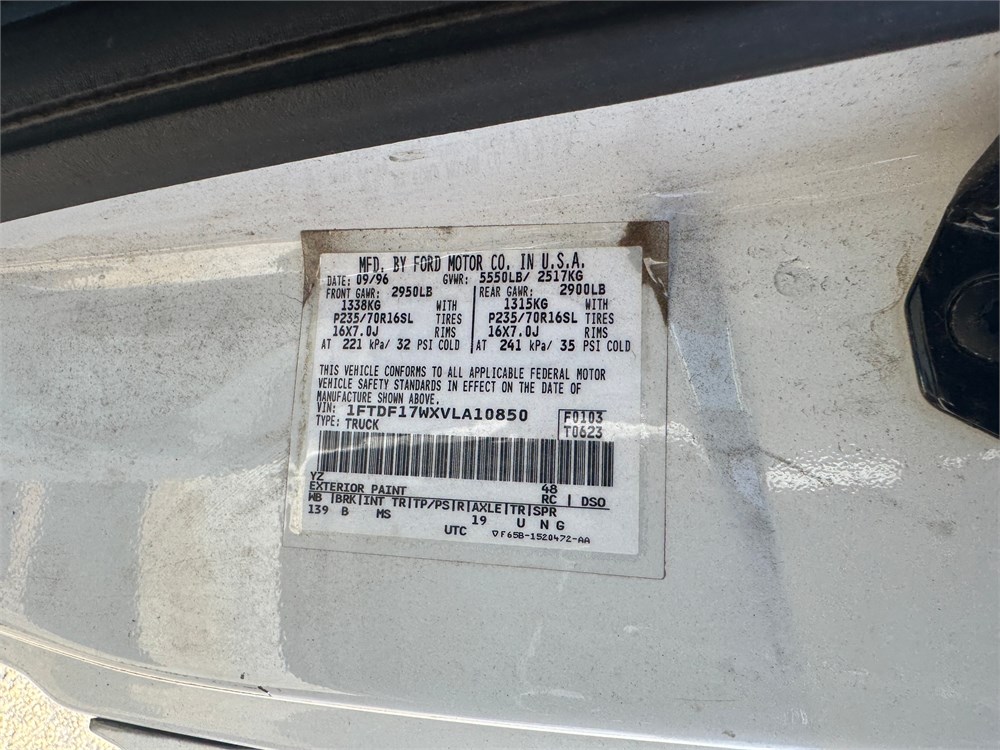 MFD. BY FORD MOTOR CO. IN U.S.A.
DATE: 09/96 GVWR: 5550LB/ 2517KG
FRONT GAWR: 2950LB REAR GAWR: 2900LB
1338KG WITH 1315KG WITH
P235/70R16SL TIRES P235/70R16SL TIRES
16X7.0J RIMS 16X7.0J RIMS
AT 221 kPa/ 32 PSI COLD AT 241 kPa/ 35 PSI COLD
THIS VEHICLE CONFORMS TO ALL APPLICABLE FEDERAL MOTOR
VEHICLE SAFETY STANDARDS IN EFFECT ON THE DATE OF
MANUFACTURE SHOWN ABOVE.
VIN: 1FTDF17WXVLA10850 F0103
TYPE: TRUCK T0623
YZ 48
EXTERIOR PAINT RC | DSO
WB |BRK|INT TR|TP/PS|R|AXLE|TR|SPR
139 B MS 19 U N G
UTC ▽F65B-1520472-AA